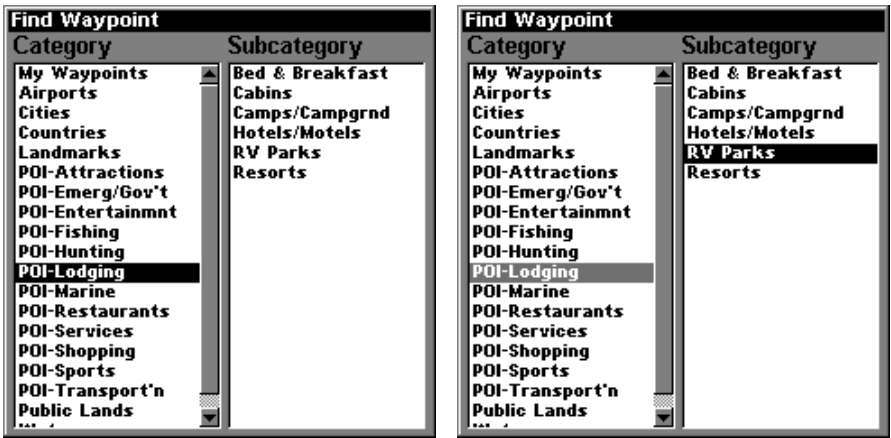 Find Waypoint
Category Subcategory
My Waypoints
Airports
Cities
Countries
Landmarks
POI-Attractions
POI-Emerg/Gov't
POI-Entertainmnt
POI-Fishing
POI-Hunting
POI-Lodging
POI-Marine
POI-Restaurants
POI-Services
POI-Shopping
POI-Sports
POI-Transport'n
Public Lands
Bed & Breakfast
Cabins
Camps/Campgrnd
Hotels/Motels
RV Parks
Resorts
Find Waypoint
Category Subcategory
My Waypoints
Airports
Cities
Countries
Landmarks
POI-Attractions
POI-Emerg/Gov't
POI-Entertainmnt
POI-Fishing
POI-Hunting
POI-Lodging
POI-Marine
POI-Restaurants
POI-Services
POI-Shopping
POI-Sports
POI-Transport'n
Public Lands
Bed & Breakfast
Cabins
Camps/Campgrnd
Hotels/Motels
RV Parks
Resorts